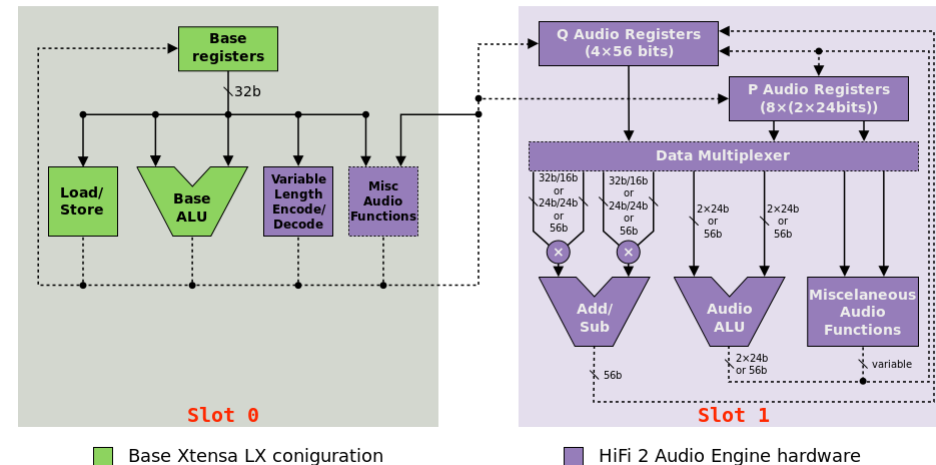 Base
registers
32b
Load/
Store
Base
ALU
Variable
Length
Encode/
Decode
Misc
Audio
Functions
Slot 0
Q Audio Registers
(4×56 bits)
P Audio Registers
(8×(2×24bits))
Data Multiplexer
32b/16b
or
24b/24b
or
56b
32b/16b
or
24b/24b
or
56b
2×24b
or
56b
2×24b
or
56b
×
×
Add/
Sub
Audio
ALU
Miscelaneous
Audio
Functions
56b
2×24b
or 56b
variable
Slot 1
Base Xtensa LX coniguration
HiFi 2 Audio Engine hardware